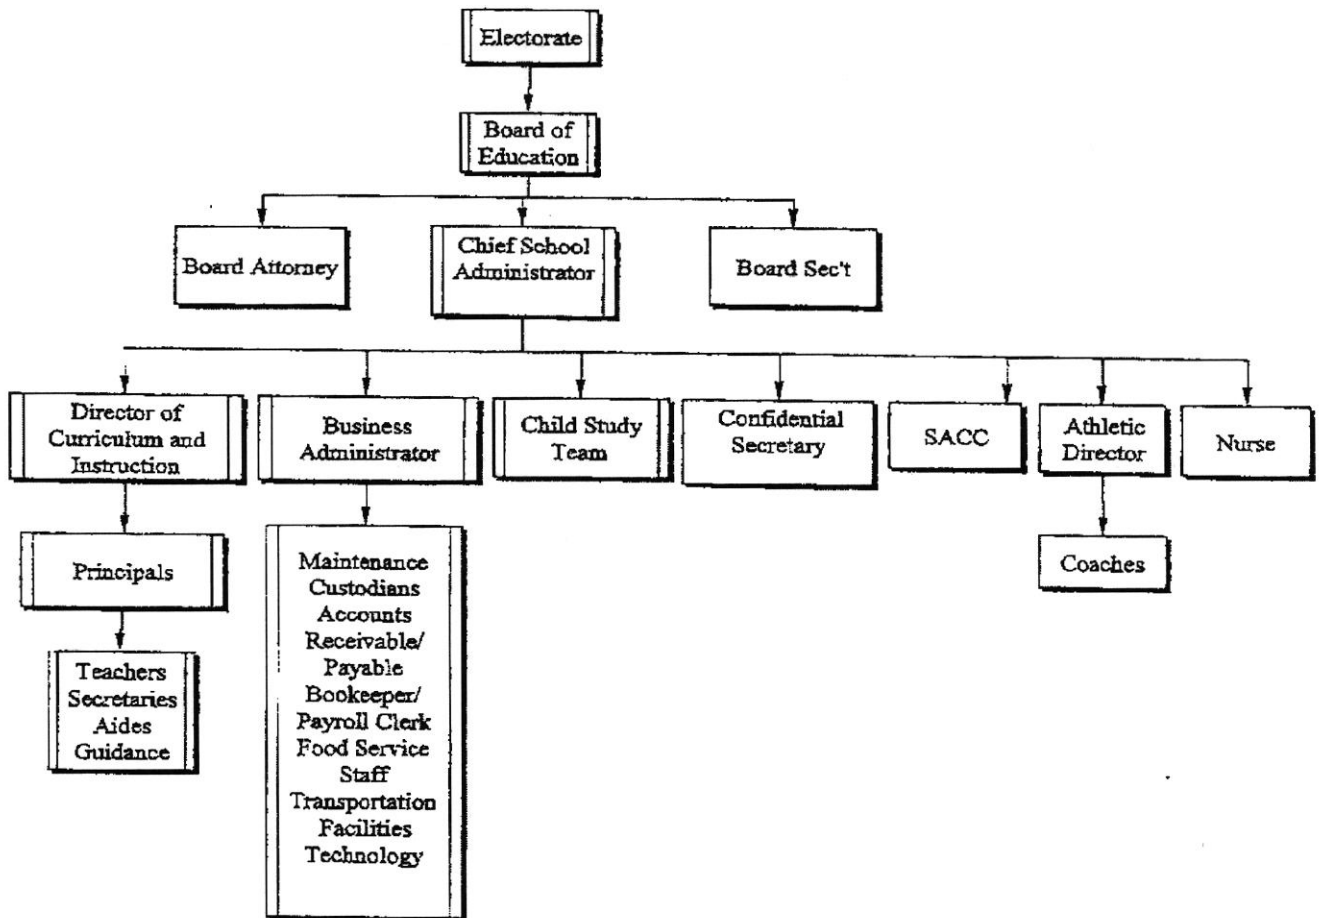 Electorate
Board of
Education
Board Attorney
Chief School
Administrator
Board Sec't
Director of
Curriculum and
Instruction
Business
Administrator
Child Study
Team
Confidential
Secretary
SACC
Athletic
Director
Nurse
Principals
Maintenance
Custodians
Accounts
Receivable/
Payable
Bookeeper/
Payroll Clerk
Food Service
Staff
Transportation
Facilities
Technology
Coaches
Teachers
Secretaries
Aides
Guidance